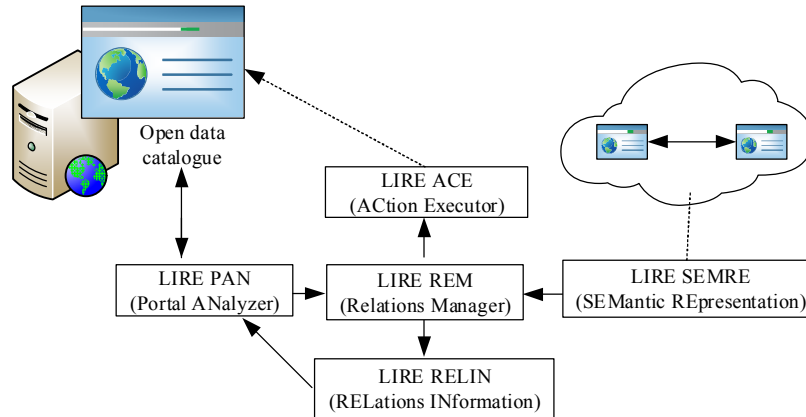 Open data
catalogue
LIRE ACE
(ACtion Executor)
LIRE PAN
(Portal ANalyzer)
LIRE REM
(Relations Manager)
LIRE SEMRE
(SEMantic REpresentation)
LIRE RELIN
(RELations INformation)